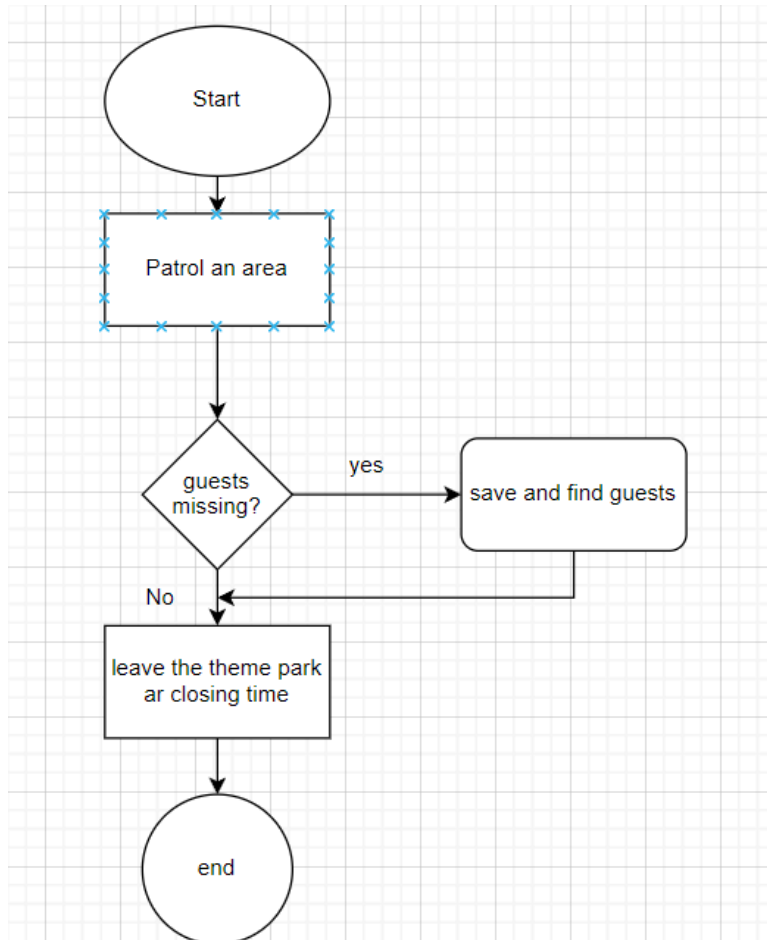 Start
Patrol an area
guests
missing?
yes
save and find guests
No
leave the theme park
ar closing time
end